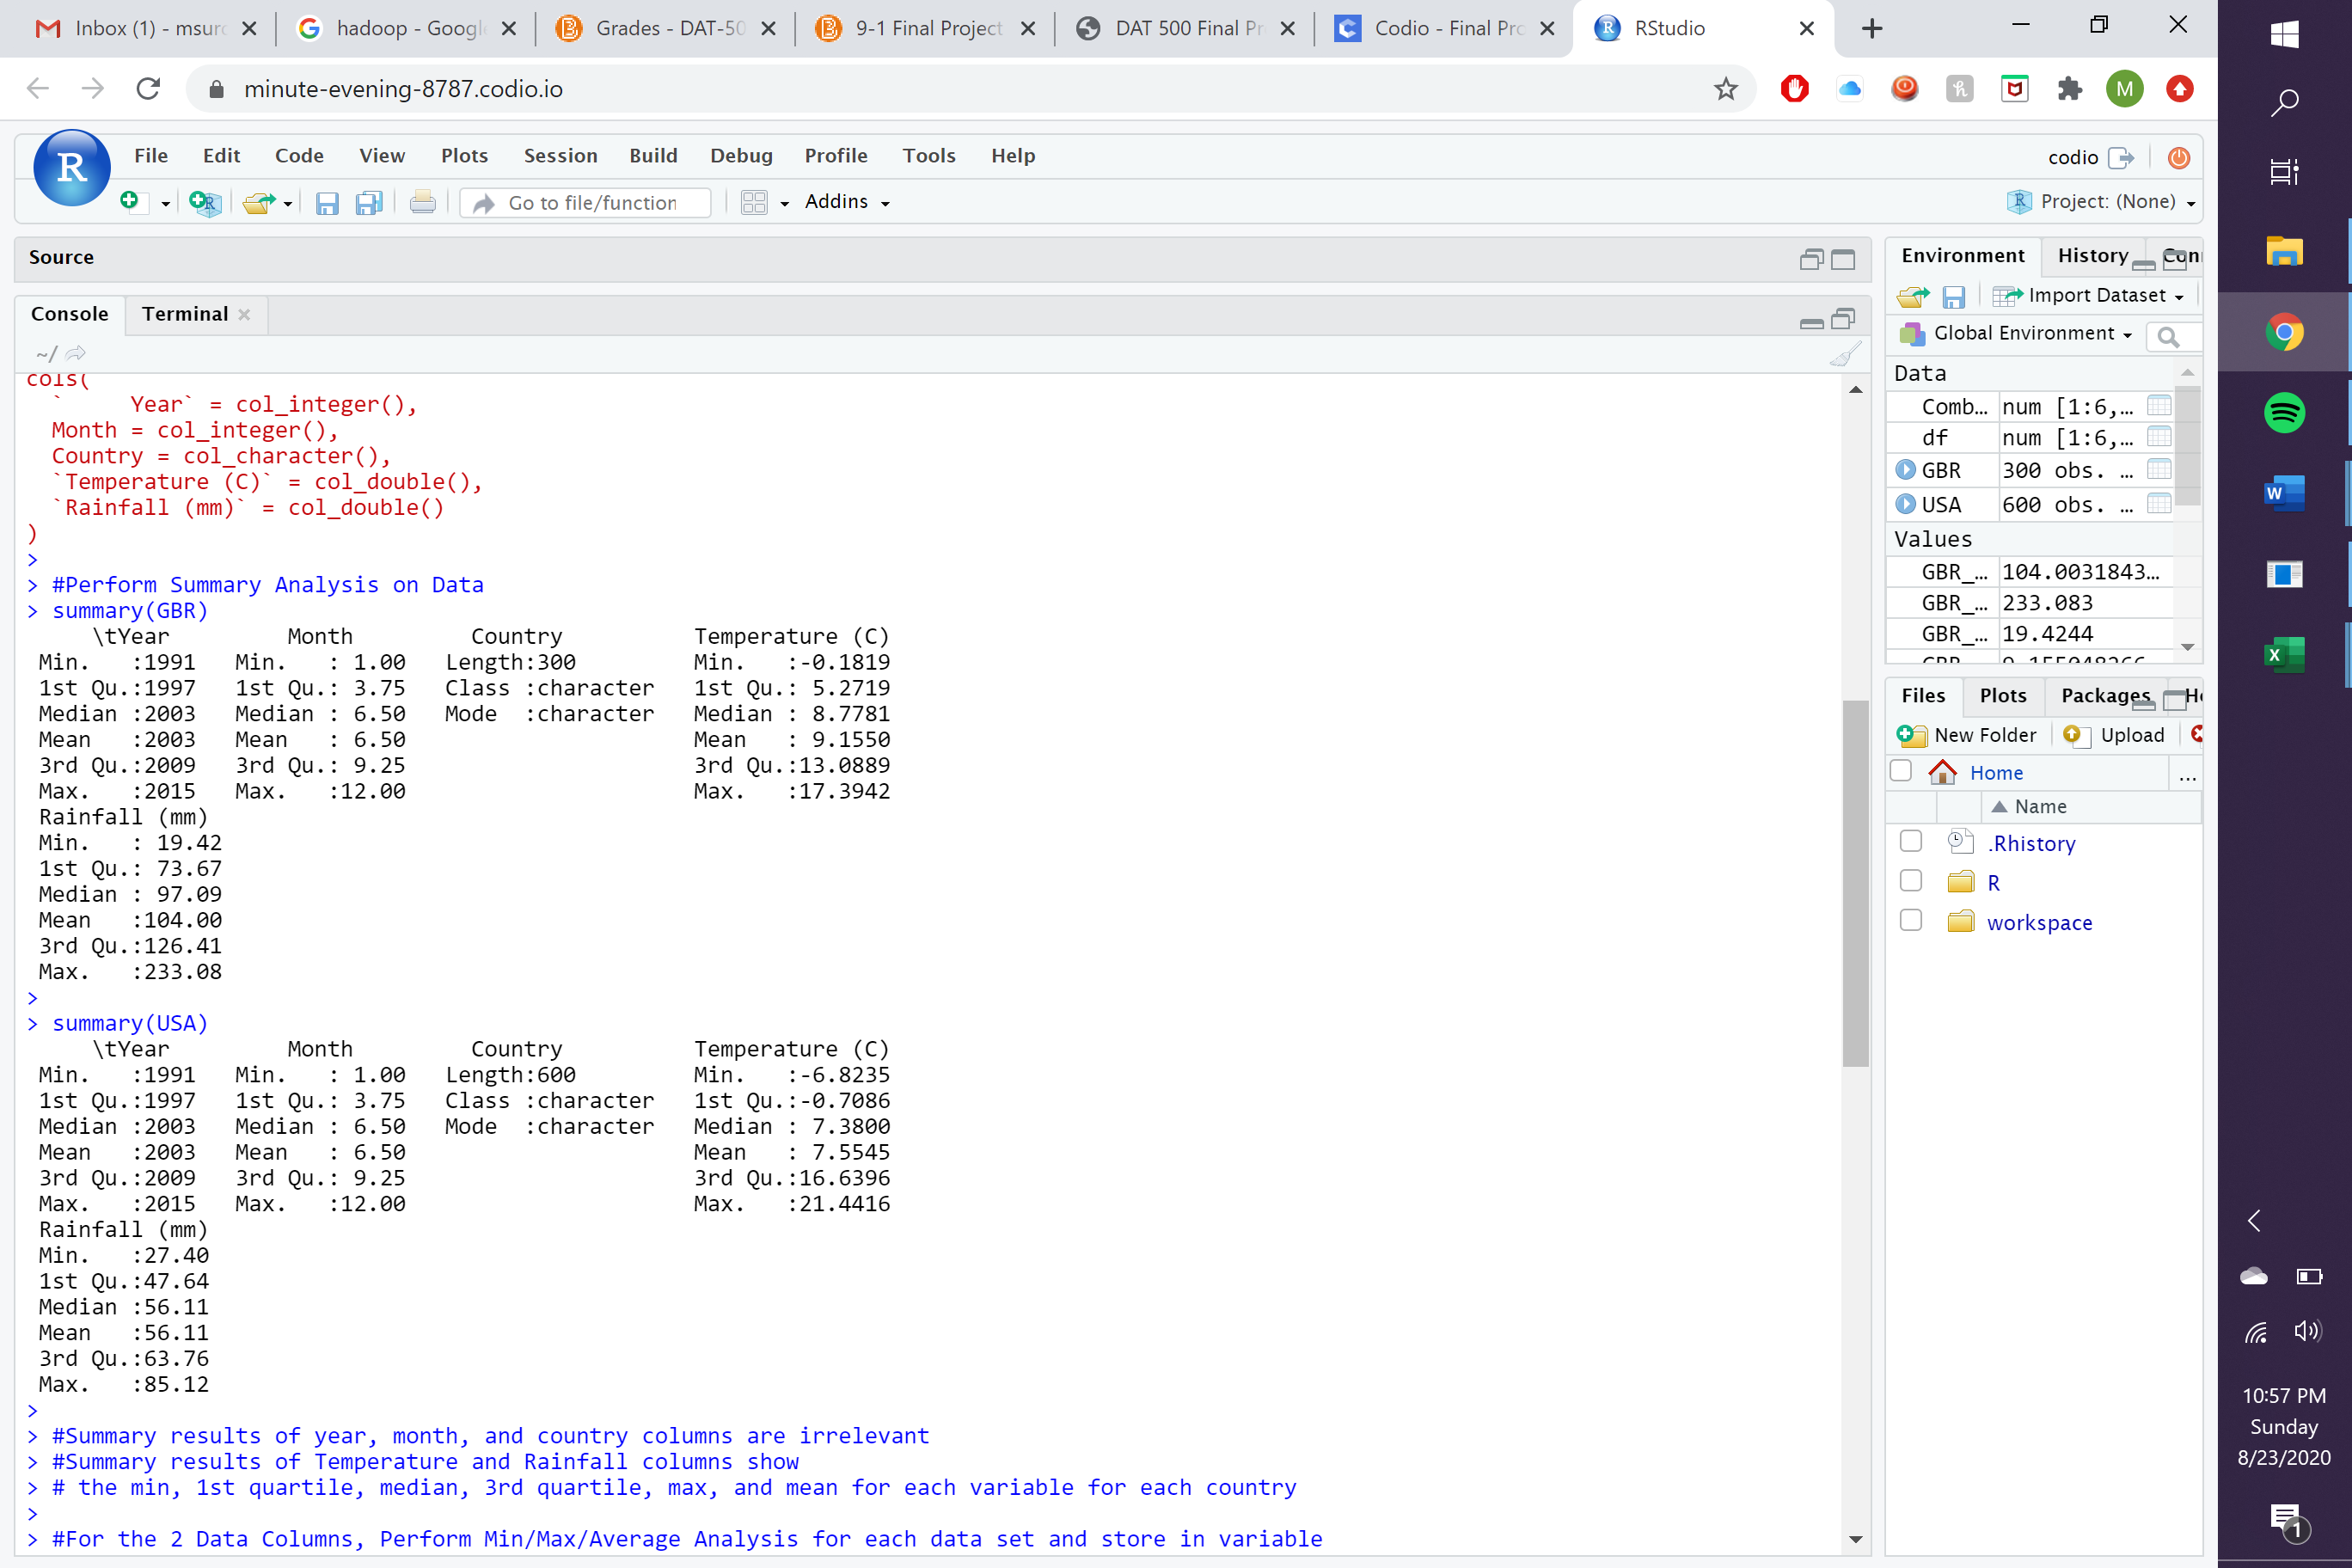 Inbox (1) - msurc
hadoop - Google
Grades - DAT-50
9-1 Final Project
DAT 500 Final Pr
Codio - Final Pro
RStudio
minute-evening-8787.codio.io
M
R
File Edit Code View Plots Session Build Debug Profile Tools Help
codio
Go to file/function
Addins
Project: (None)
Source
Console Terminal
~/
cols(
  `     Year` = col_integer(),
  Month = col_integer(),
  Country = col_character(),
  `Temperature (C)` = col_double(),
  `Rainfall (mm)` = col_double()
)
>
> #Perform Summary Analysis on Data
> summary(GBR)
     \tYear         Month         Country          Temperature (C)
 Min.   :1991   Min.   : 1.00   Length:300         Min.   :-0.1819
 1st Qu.:1997   1st Qu.: 3.75   Class :character   1st Qu.: 5.2719
 Median :2003   Median : 6.50   Mode  :character   Median : 8.7781
 Mean   :2003   Mean   : 6.50                      Mean   : 9.1550
 3rd Qu.:2009   3rd Qu.: 9.25                      3rd Qu.:13.0889
 Max.   :2015   Max.   :12.00                      Max.   :17.3942
 Rainfall (mm)
 Min.   : 19.42
 1st Qu.: 73.67
 Median : 97.09
 Mean   :104.00
 3rd Qu.:126.41
 Max.   :233.08
>
> summary(USA)
     \tYear         Month         Country          Temperature (C)
 Min.   :1991   Min.   : 1.00   Length:600         Min.   :-6.8235
 1st Qu.:1997   1st Qu.: 3.75   Class :character   1st Qu.:-0.7086
 Median :2003   Median : 6.50   Mode  :character   Median : 7.3800
 Mean   :2003   Mean   : 6.50                      Mean   : 7.5545
 3rd Qu.:2009   3rd Qu.: 9.25                      3rd Qu.:16.6396
 Max.   :2015   Max.   :12.00                      Max.   :21.4416
 Rainfall (mm)
 Min.   :27.40
 1st Qu.:47.64
 Median :56.11
 Mean   :56.11
 3rd Qu.:63.76
 Max.   :85.12
>
> #Summary results of year, month, and country columns are irrelevant
> #Summary results of Temperature and Rainfall columns show
> # the min, 1st quartile, median, 3rd quartile, max, and mean for each variable for each country
>
> #For the 2 Data Columns, Perform Min/Max/Average Analysis for each data set and store in variable
Environment History
Import Dataset
Global Environment
Data
Comb… num [1:6,…
df num [1:6,…
GBR 300 obs. …
USA 600 obs. …
Values
GBR_… 104.0031843…
GBR_… 233.083
GBR_… 19.4244
Files Plots Packages
New Folder Upload
Home ...
Name
.Rhistory
R
workspace
10:57 PM
Sunday
8/23/2020
1